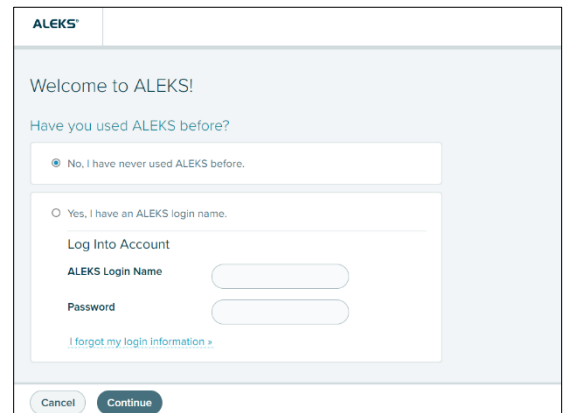 ALEKS®
Welcome to ALEKS!
Have you used ALEKS before?
No, I have never used ALEKS before.
Yes, I have an ALEKS login name.
Log Into Account
ALEKS Login Name
Password
I forgot my login information »
Cancel Continue